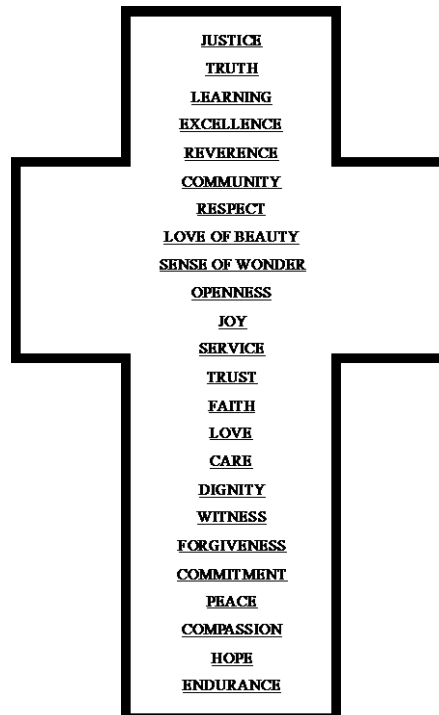 JUSTICE
TRUTH
LEARNING
EXCELLENCE
REVERENCE
COMMUNITY
RESPECT
LOVE OF BEAUTY
SENSE OF WONDER
OPENNESS
JOY
SERVICE
TRUST
FAITH
LOVE
CARE
DIGNITY
WITNESS
FORGIVENESS
COMMITMENT
PEACE
COMPASSION
HOPE
ENDURANCE